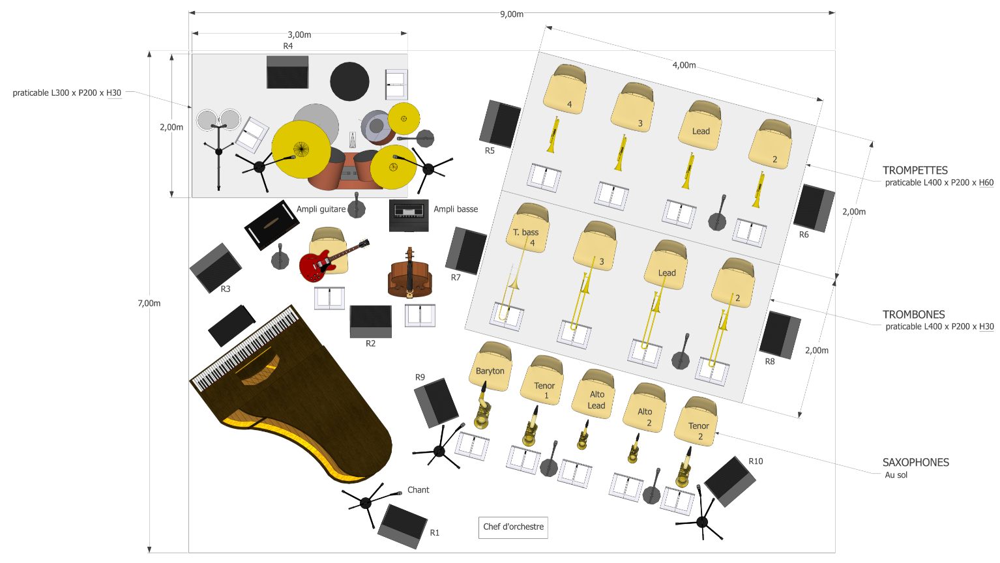 9,00m
3,00m
R4
4,00m
praticable L300 x P200 x H30
2,00m
4
3
Lead
2
R5
TROMPETTES
praticable L400 x P200 x H60
Ampli guitare
Ampli basse
2,00m
R6
T. bass
4
3
Lead
2
R7
R3
7,00m
TROMBONES
praticable L400 x P200 x H30
R2
2,00m
R8
R9
Baryton
Tenor
1
Alto
Lead
Alto
2
Tenor
2
R10
SAXOPHONES
Au sol
Chant
Chef d'orchestre
R1